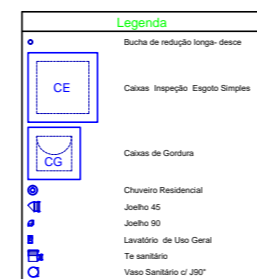 Legenda
Bucha de redução longa- desce
CE
Caixas Inspeção Esgoto Simples
CG
Caixas de Gordura
Chuveiro Residencial
Joelho 45
Joelho 90
Lavatório de Uso Geral
Te sanitário
Vaso Sanitário c/ J90°